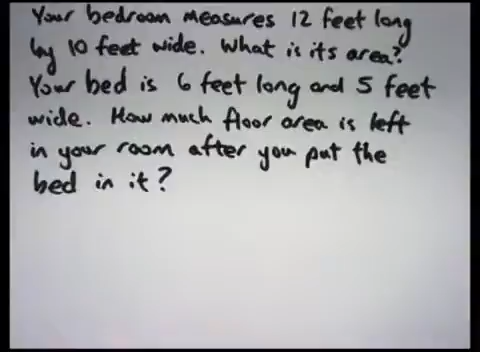 Your bedroom measures 12 feet long
by 10 feet wide. What is its area?
Your bed is 6 feet long and 5 feet
wide. How much floor area is left
in your room after you put the
bed in it?